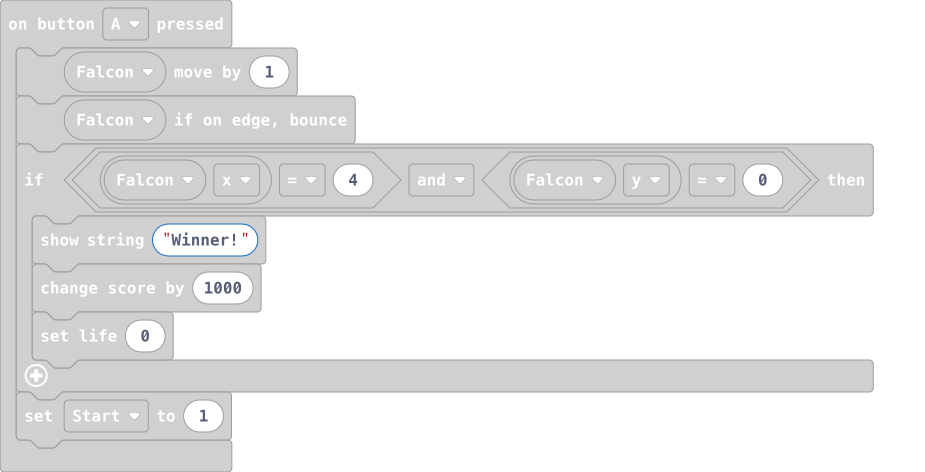 on button A pressed
Falcon move by 1
Falcon if on edge, bounce
if Falcon x = 4 and Falcon y = 0 then
show string "Winner!"
change score by 1000
set life 0
set Start to 1